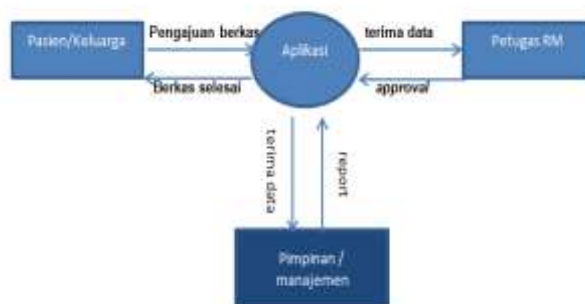 Pasien/Keluarga
Pengajuan berkas
Aplikasi
terima data
Petugas RM
Berkas selesai
approval
terima data
report
Pimpinan /
manajemen